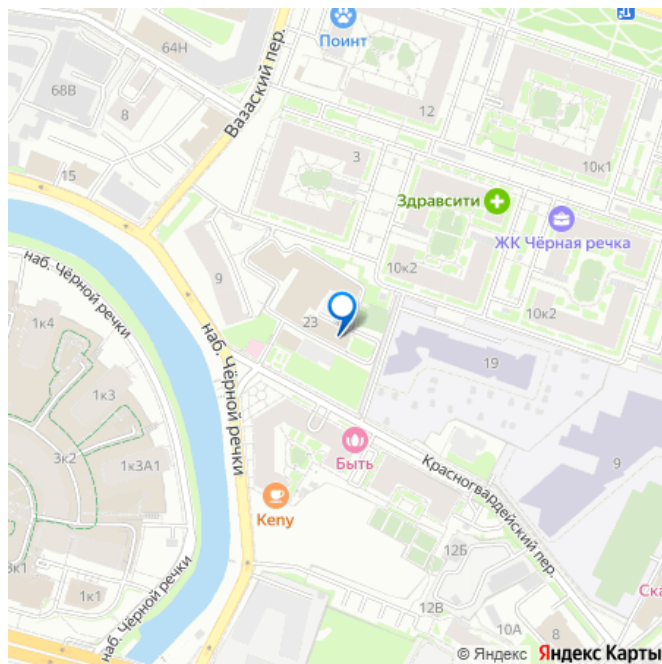 Поинт
64Н
Вазаский пер.
68В
8
12
3
10к1
15
Здравсити
ЖК Чёрная речка
наб. Чёрной речки
9
10к2
10к2
1к4
23
наб. Чёрной речки
19
1к3
3к2
1к3А1
Быть
Красногвардейский пер.
9
Keny
12Б
наб. Чёрной речки
1к1
12В
10А
8
Ска
© Яндекс Яндекс Карты